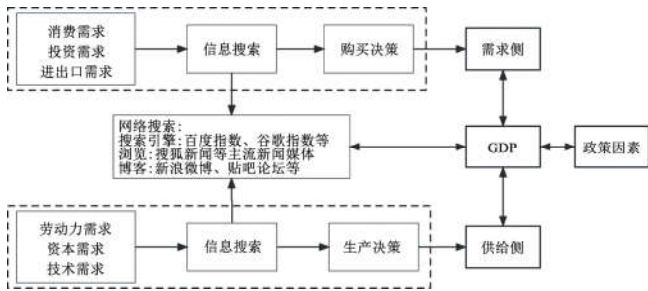 消费需求
投资需求
进出口需求
信息搜索
购买决策
需求侧
网络搜索:
搜索引擎: 百度指数、谷歌指数等
浏览: 搜狐新闻等主流新闻媒体
博客: 新浪微博、贴吧论坛等
GDP
政策因素
劳动力需求
资本需求
技术需求
信息搜索
生产决策
供给侧